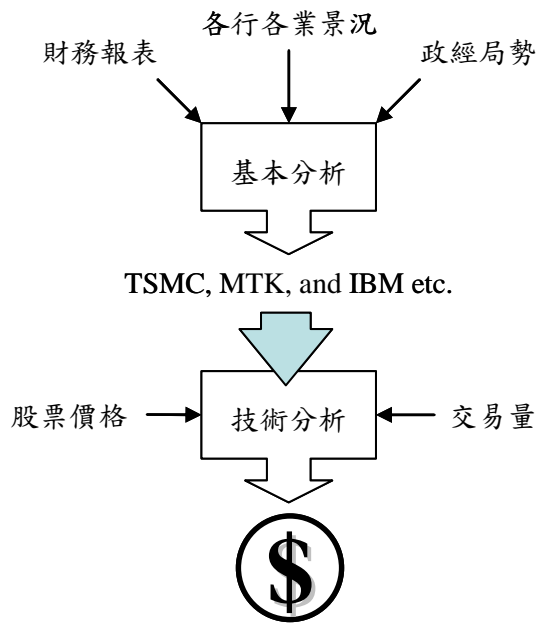 各行各業景況
財務報表
政經局勢
基本分析
TSMC, MTK, and IBM etc.
股票價格
技術分析
交易量
$